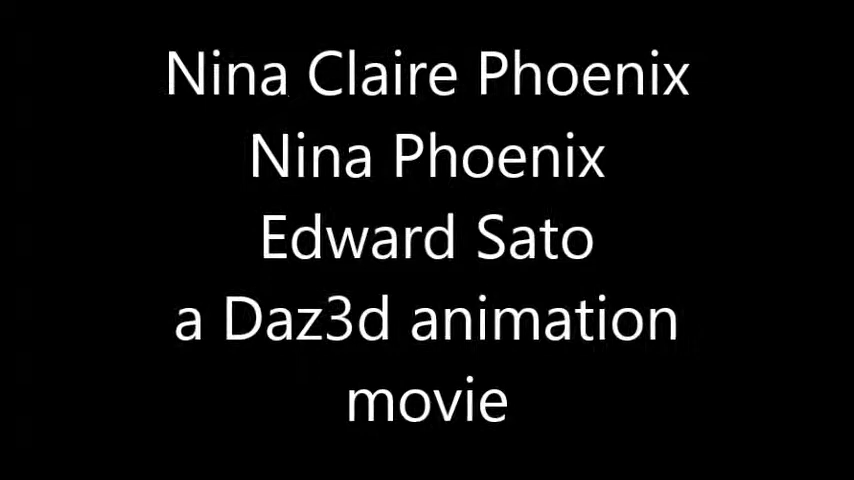 Nina Claire Phoenix
Nina Phoenix
Edward Sato
a Daz3d animation
movie